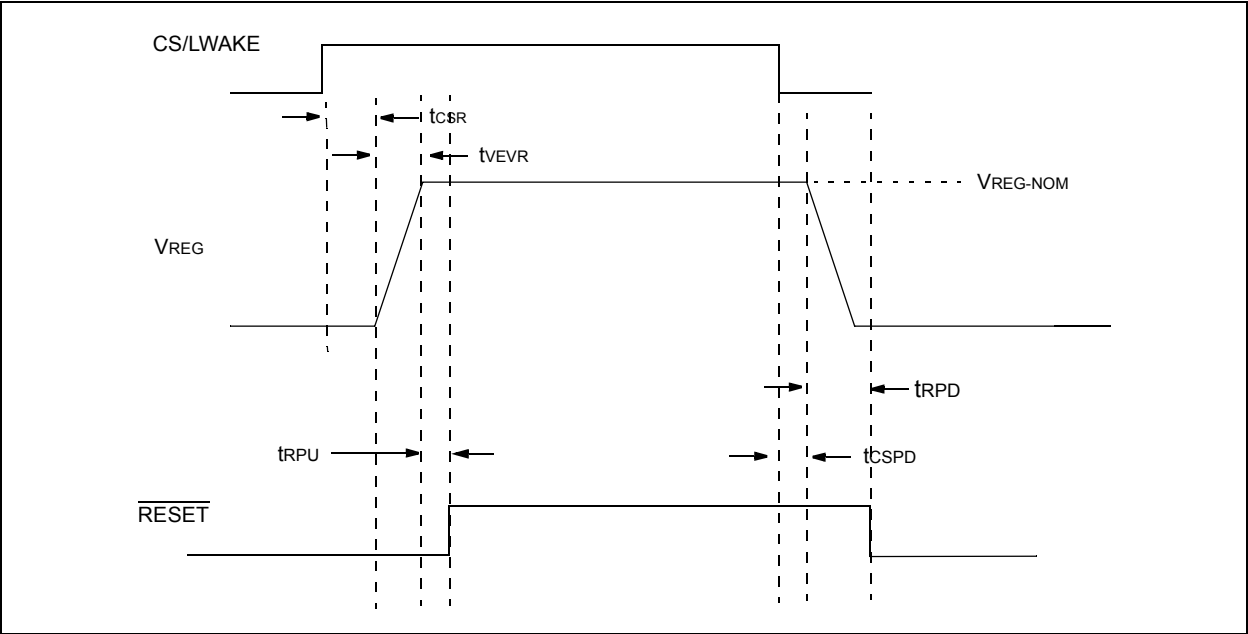 CS/LWAKE
tCSR
tVEVR
VREG-NOM
VREG
tRPD
tRPU
tCSPD
RESET